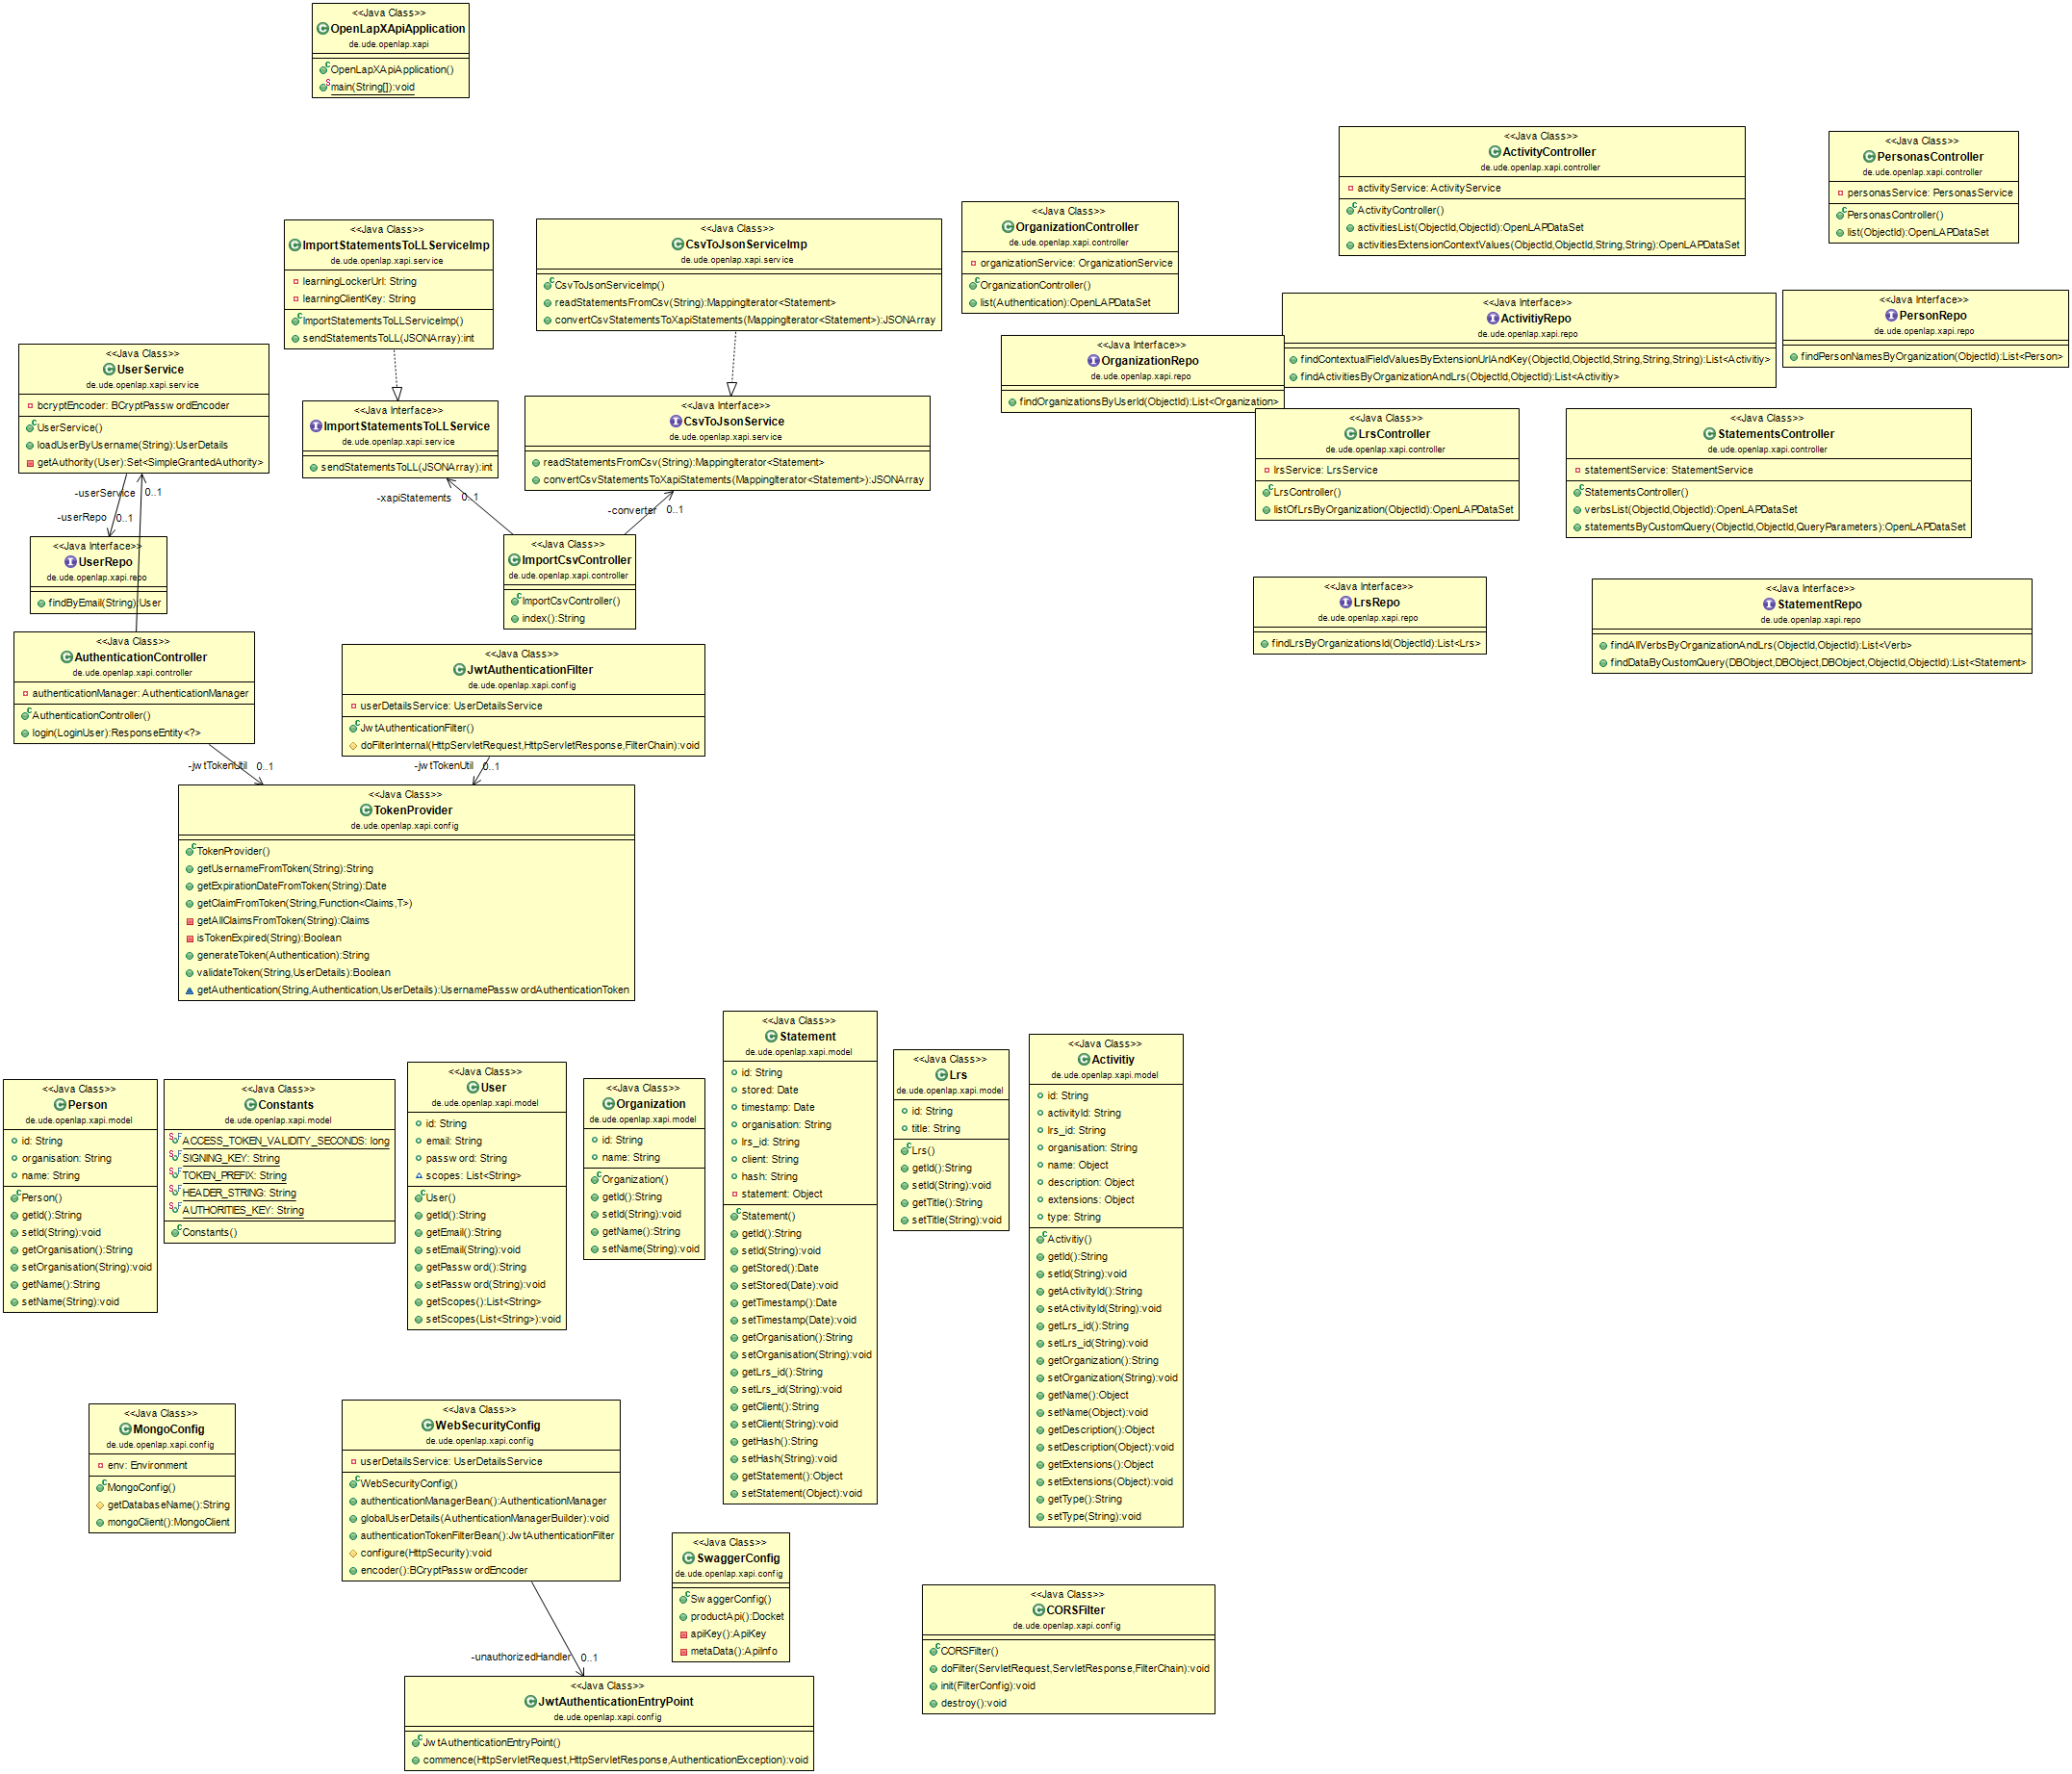 <<Java Class>>
OpenLapXApiApplication
de.ude.openlap.xapi
OpenLapXApiApplication()
main(String[]):void
<<Java Class>>
ActivityController
de.ude.openlap.xapi.controller
activityService: ActivityService
ActivityController()
activitiesList(ObjectId,ObjectId):OpenLAPDataSet
activitiesExtensionContextValues(ObjectId,ObjectId,String,String):OpenLAPDataSet
<<Java Class>>
PersonasController
de.ude.openlap.xapi.controller
personasService: PersonasService
PersonasController()
list(ObjectId):OpenLAPDataSet
<<Java Class>>
ImportStatementsToLLServiceImp
de.ude.openlap.xapi.service
learningLockerUrl: String
learningClientKey: String
ImportStatementsToLLServiceImp()
sendStatementsToLL(JSONArray):int
<<Java Class>>
CsvToJsonServiceImp
de.ude.openlap.xapi.service
CsvToJsonServiceImp()
readStatementsFromCsv(String):MappingIterator<Statement>
convertCsvStatementsToXapiStatements(MappingIterator<Statement>):JSONArray
<<Java Class>>
OrganizationController
de.ude.openlap.xapi.controller
organizationService: OrganizationService
OrganizationController()
list(Authentication):OpenLAPDataSet
<<Java Interface>>
ActivitiyRepo
de.ude.openlap.xapi.repo
findContextualFieldValuesByExtensionUrlAndKey(ObjectId,ObjectId,String,String,String):List<Activitiy>
findActivitiesByOrganizationAndLrs(ObjectId,ObjectId):List<Activitiy>
<<Java Interface>>
PersonRepo
de.ude.openlap.xapi.repo
findPersonNamesByOrganization(ObjectId):List<Person>
<<Java Interface>>
OrganizationRepo
de.ude.openlap.xapi.repo
findOrganizationsByUserId(ObjectId):List<Organization>
<<Java Class>>
UserService
de.ude.openlap.xapi.service
bcryptEncoder: BCryptPasswordEncoder
UserService()
loadUserByUsername(String):UserDetails
getAuthority(User):Set<SimpleGrantedAuthority>
<<Java Interface>>
ImportStatementsToLLService
de.ude.openlap.xapi.service
sendStatementsToLL(JSONArray):int
<<Java Interface>>
CsvToJsonService
de.ude.openlap.xapi.service
readStatementsFromCsv(String):MappingIterator<Statement>
convertCsvStatementsToXapiStatements(MappingIterator<Statement>):JSONArray
<<Java Class>>
LrsController
de.ude.openlap.xapi.controller
lrsService: LrsService
LrsController()
listOfLrsByOrganization(ObjectId):OpenLAPDataSet
<<Java Class>>
StatementsController
de.ude.openlap.xapi.controller
statementService: StatementService
StatementsController()
verbsList(ObjectId,ObjectId):OpenLAPDataSet
statementsByCustomQuery(ObjectId,ObjectId,QueryParameters):OpenLAPDataSet
-userService 0..1
-userRepo 0..1
-xapiStatements 0..1
-converter 0..1
<<Java Interface>>
UserRepo
de.ude.openlap.xapi.repo
findByEmail(String):User
<<Java Class>>
ImportCsvController
de.ude.openlap.xapi.controller
ImportCsvController()
index():String
<<Java Interface>>
LrsRepo
de.ude.openlap.xapi.repo
findLrsByOrganizationsId(ObjectId):List<Lrs>
<<Java Interface>>
StatementRepo
de.ude.openlap.xapi.repo
findAllVerbsByOrganizationAndLrs(ObjectId,ObjectId):List<Verb>
findDataByCustomQuery(DBObject,DBObject,DBObject,ObjectId,ObjectId):List<Statement>
<<Java Class>>
AuthenticationController
de.ude.openlap.xapi.controller
authenticationManager: AuthenticationManager
AuthenticationController()
login(LoginUser):ResponseEntity<?>
<<Java Class>>
JwtAuthenticationFilter
de.ude.openlap.xapi.config
userDetailsService: UserDetailsService
JwtAuthenticationFilter()
doFilterInternal(HttpServletRequest,HttpServletResponse,FilterChain):void
-jwtTokenUtil 0..1
-jwtTokenUtil 0..1
<<Java Class>>
TokenProvider
de.ude.openlap.xapi.config
TokenProvider()
getUsernameFromToken(String):String
getExpirationDateFromToken(String):Date
getClaimFromToken(String,Function<Claims,T>)
getAllClaimsFromToken(String):Claims
isTokenExpired(String):Boolean
generateToken(Authentication):String
validateToken(String,UserDetails):Boolean
getAuthentication(String,Authentication,UserDetails):UsernamePasswordAuthenticationToken
<<Java Class>>
Person
de.ude.openlap.xapi.model
id: String
organisation: String
name: String
Person()
getId():String
setId(String):void
getOrganisation():String
setOrganisation(String):void
getName():String
setName(String):void
<<Java Class>>
Constants
de.ude.openlap.xapi.model
ACCESS_TOKEN_VALIDITY_SECONDS: long
SIGNING_KEY: String
TOKEN_PREFIX: String
HEADER_STRING: String
AUTHORITIES_KEY: String
Constants()
<<Java Class>>
User
de.ude.openlap.xapi.model
id: String
email: String
password: String
scopes: List<String>
User()
getId():String
getEmail():String
setEmail(String):void
getPassword():String
setPassword(String):void
getScopes():List<String>
setScopes(List<String>):void
<<Java Class>>
Organization
de.ude.openlap.xapi.model
id: String
name: String
Organization()
getId():String
setId(String):void
getName():String
setName(String):void
<<Java Class>>
Statement
de.ude.openlap.xapi.model
id: String
stored: Date
timestamp: Date
organisation: String
lrs_id: String
client: String
hash: String
statement: Object
Statement()
getId():String
setId(String):void
getStored():Date
setStored(Date):void
getTimestamp():Date
setTimestamp(Date):void
getOrganisation():String
setOrganisation(String):void
getLrs_id():String
setLrs_id(String):void
getClient():String
setClient(String):void
getHash():String
setHash(String):void
getStatement():Object
setStatement(Object):void
<<Java Class>>
Lrs
de.ude.openlap.xapi.model
id: String
title: String
Lrs()
getId():String
setId(String):void
getTitle():String
setTitle(String):void
<<Java Class>>
Activitiy
de.ude.openlap.xapi.model
id: String
activityId: String
lrs_id: String
organisation: String
name: Object
description: Object
extensions: Object
type: String
Activitiy()
getId():String
setId(String):void
getActivityId():String
setActivityId(String):void
getLrs_id():String
setLrs_id(String):void
getOrganization():String
setOrganization(String):void
getName():Object
setName(Object):void
getDescription():Object
setDescription(Object):void
getExtensions():Object
setExtensions(Object):void
getType():String
setType(String):void
<<Java Class>>
MongoConfig
de.ude.openlap.xapi.config
env: Environment
MongoConfig()
getDatabaseName():String
mongoClient():MongoClient
<<Java Class>>
WebSecurityConfig
de.ude.openlap.xapi.config
userDetailsService: UserDetailsService
WebSecurityConfig()
authenticationManagerBean():AuthenticationManager
globalUserDetails(AuthenticationManagerBuilder):void
authenticationTokenFilterBean():JwtAuthenticationFilter
configure(HttpSecurity):void
encoder():BCryptPasswordEncoder
<<Java Class>>
SwaggerConfig
de.ude.openlap.xapi.config
SwaggerConfig()
productApi():Docket
apiKey():ApiKey
metaData():ApiInfo
<<Java Class>>
CORSFilter
de.ude.openlap.xapi.config
CORSFilter()
doFilter(ServletRequest,ServletResponse,FilterChain):void
init(FilterConfig):void
destroy():void
-unauthorizedHandler 0..1
<<Java Class>>
JwtAuthenticationEntryPoint
de.ude.openlap.xapi.config
JwtAuthenticationEntryPoint()
commence(HttpServletRequest,HttpServletResponse,AuthenticationException):void